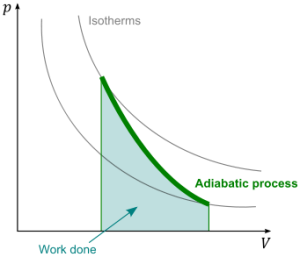 p
Isotherms
Adiabatic process
V
Work done